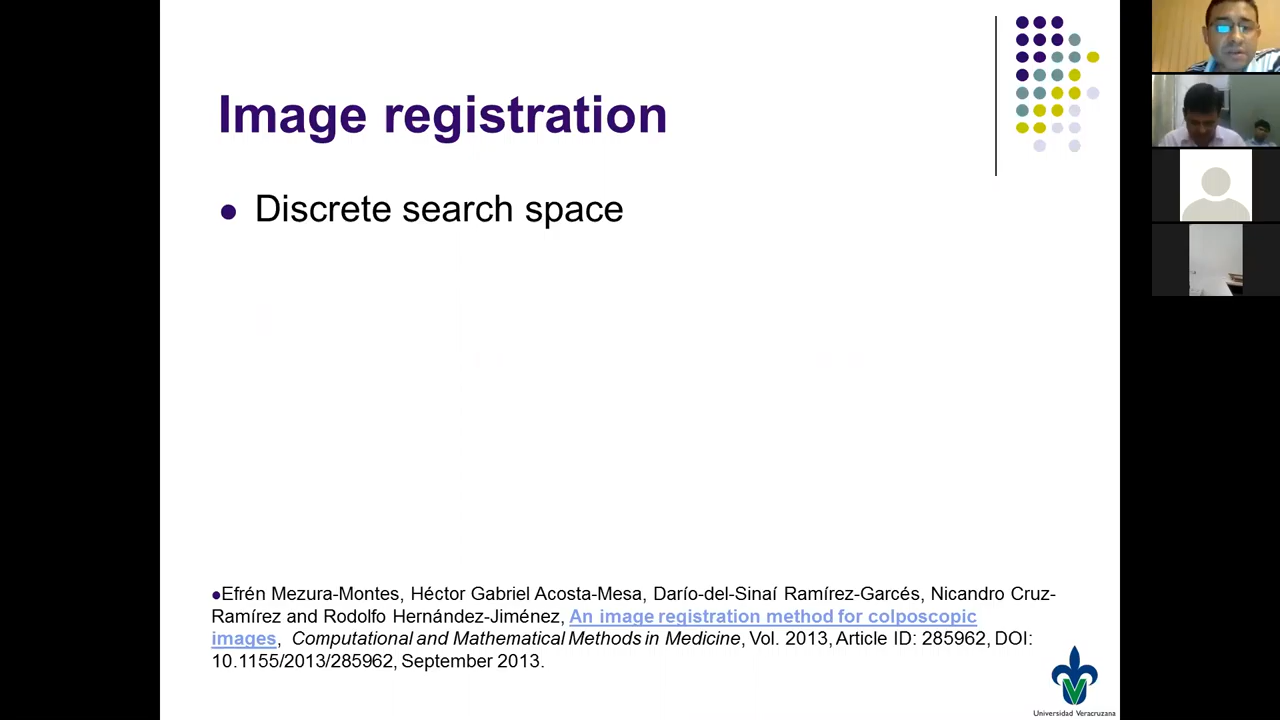 Image registration
● Discrete search space
●Efrén Mezura-Montes, Héctor Gabriel Acosta-Mesa, Darío-del-Sinaí Ramírez-Garcés, Nicandro Cruz-
Ramírez and Rodolfo Hernández-Jiménez, An image registration method for colposcopic
images, Computational and Mathematical Methods in Medicine, Vol. 2013, Article ID: 285962, DOI:
10.1155/2013/285962, September 2013.
Universidad Veracruzana